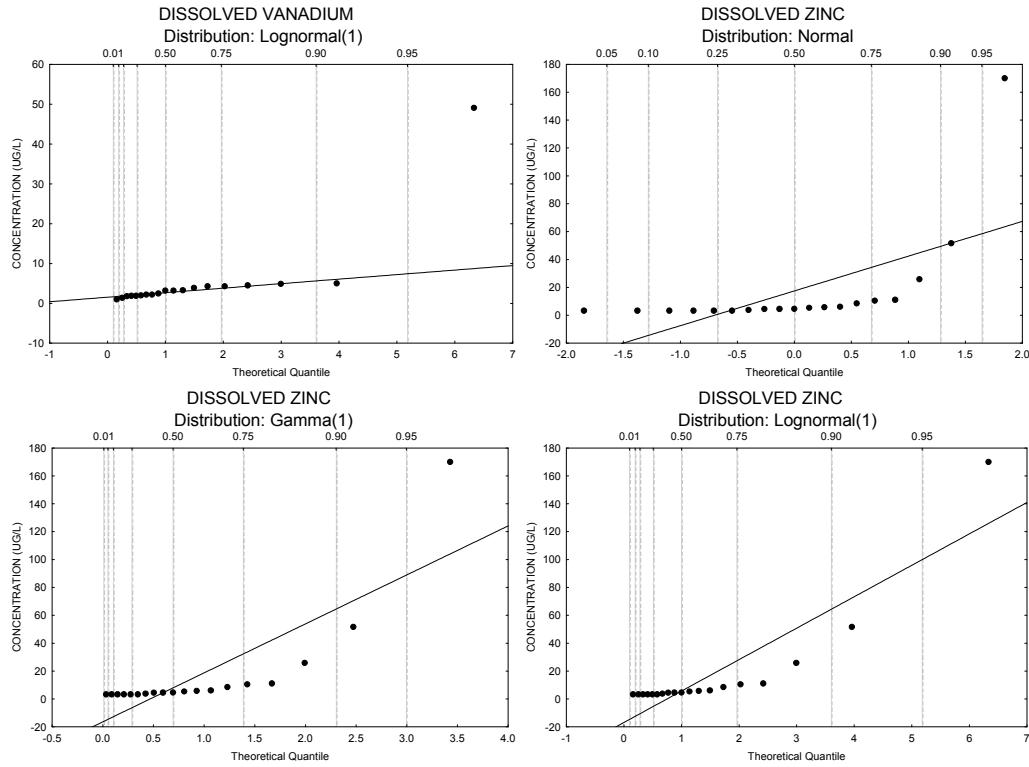 DISSOLVED VANADIUM
Distribution: Lognormal(1)
0.01 0.50 0.75 0.90 0.95
60
50
40
30
20
10
0
-10
CONCENTRATION (UG/L)
-1 0 1 2 3 4 5 6 7
Theoretical Quantile
DISSOLVED ZINC
Distribution: Normal
0.05 0.10 0.25 0.50 0.75 0.90 0.95
180
160
140
120
100
80
60
40
20
0
-20
CONCENTRATION (UG/L)
-2.0 -1.5 -1.0 -0.5 0.0 0.5 1.0 1.5 2.0
Theoretical Quantile
DISSOLVED ZINC
Distribution: Gamma(1)
0.01 0.50 0.75 0.90 0.95
180
160
140
120
100
80
60
40
20
0
-20
CONCENTRATION (UG/L)
-0.5 0.0 0.5 1.0 1.5 2.0 2.5 3.0 3.5 4.0
Theoretical Quantile
DISSOLVED ZINC
Distribution: Lognormal(1)
0.01 0.50 0.75 0.90 0.95
180
160
140
120
100
80
60
40
20
0
-20
CONCENTRATION (UG/L)
-1 0 1 2 3 4 5 6 7
Theoretical Quantile